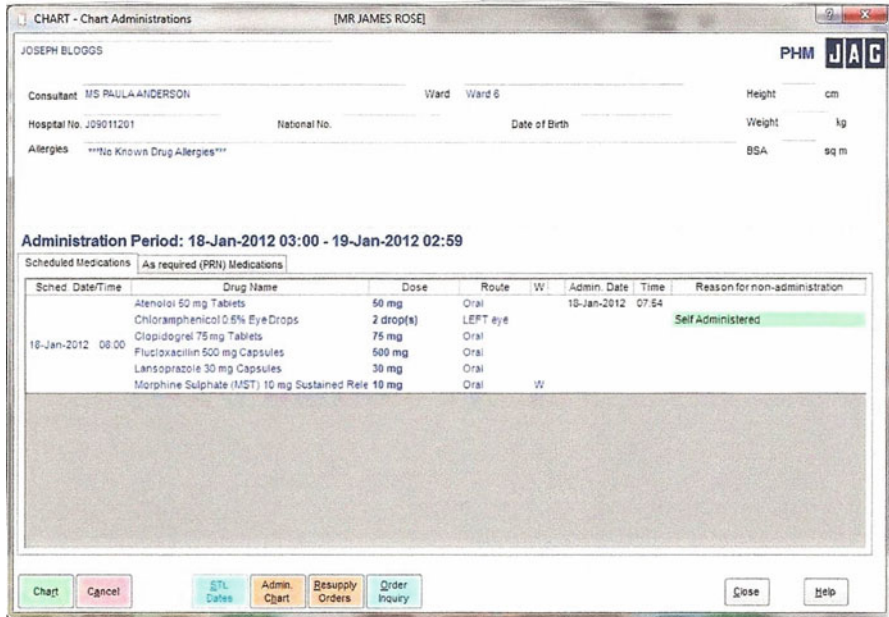 CHART - Chart Administrations [MR JAMES ROSE]
JOSEPH BLOGGS
PHM JAC
Consultant MS PAULA ANDERSON Ward Ward 6 Height cm
Hospital No. J09011201 National No. Date of Birth Weight kg
Allergies ***No Known Drug Allergies*** BSA sq m
Administration Period: 18-Jan-2012 03:00 - 19-Jan-2012 02:59
Scheduled Medications As required (PRN) Medications
Sched. Date/Time Drug Name Dose Route W Admin. Date Time Reason for non-administration
Atenolol 50 mg Tablets 50 mg Oral 18-Jan-2012 07:54
Chloramphenicol 0.5% Eye Drops 2 drop(s) LEFT eye Self Administered
18-Jan-2012 08:00 Clopidogrel 75 mg Tablets 75 mg Oral
Flucloxacillin 500 mg Capsules 500 mg Oral
Lansoprazole 30 mg Capsules 30 mg Oral
Morphine Sulphate (MST) 10 mg Sustained Rele 10 mg Oral W
Chart Cancel STL Dates Admin. Chart Resupply Orders Order Inquiry Close Help